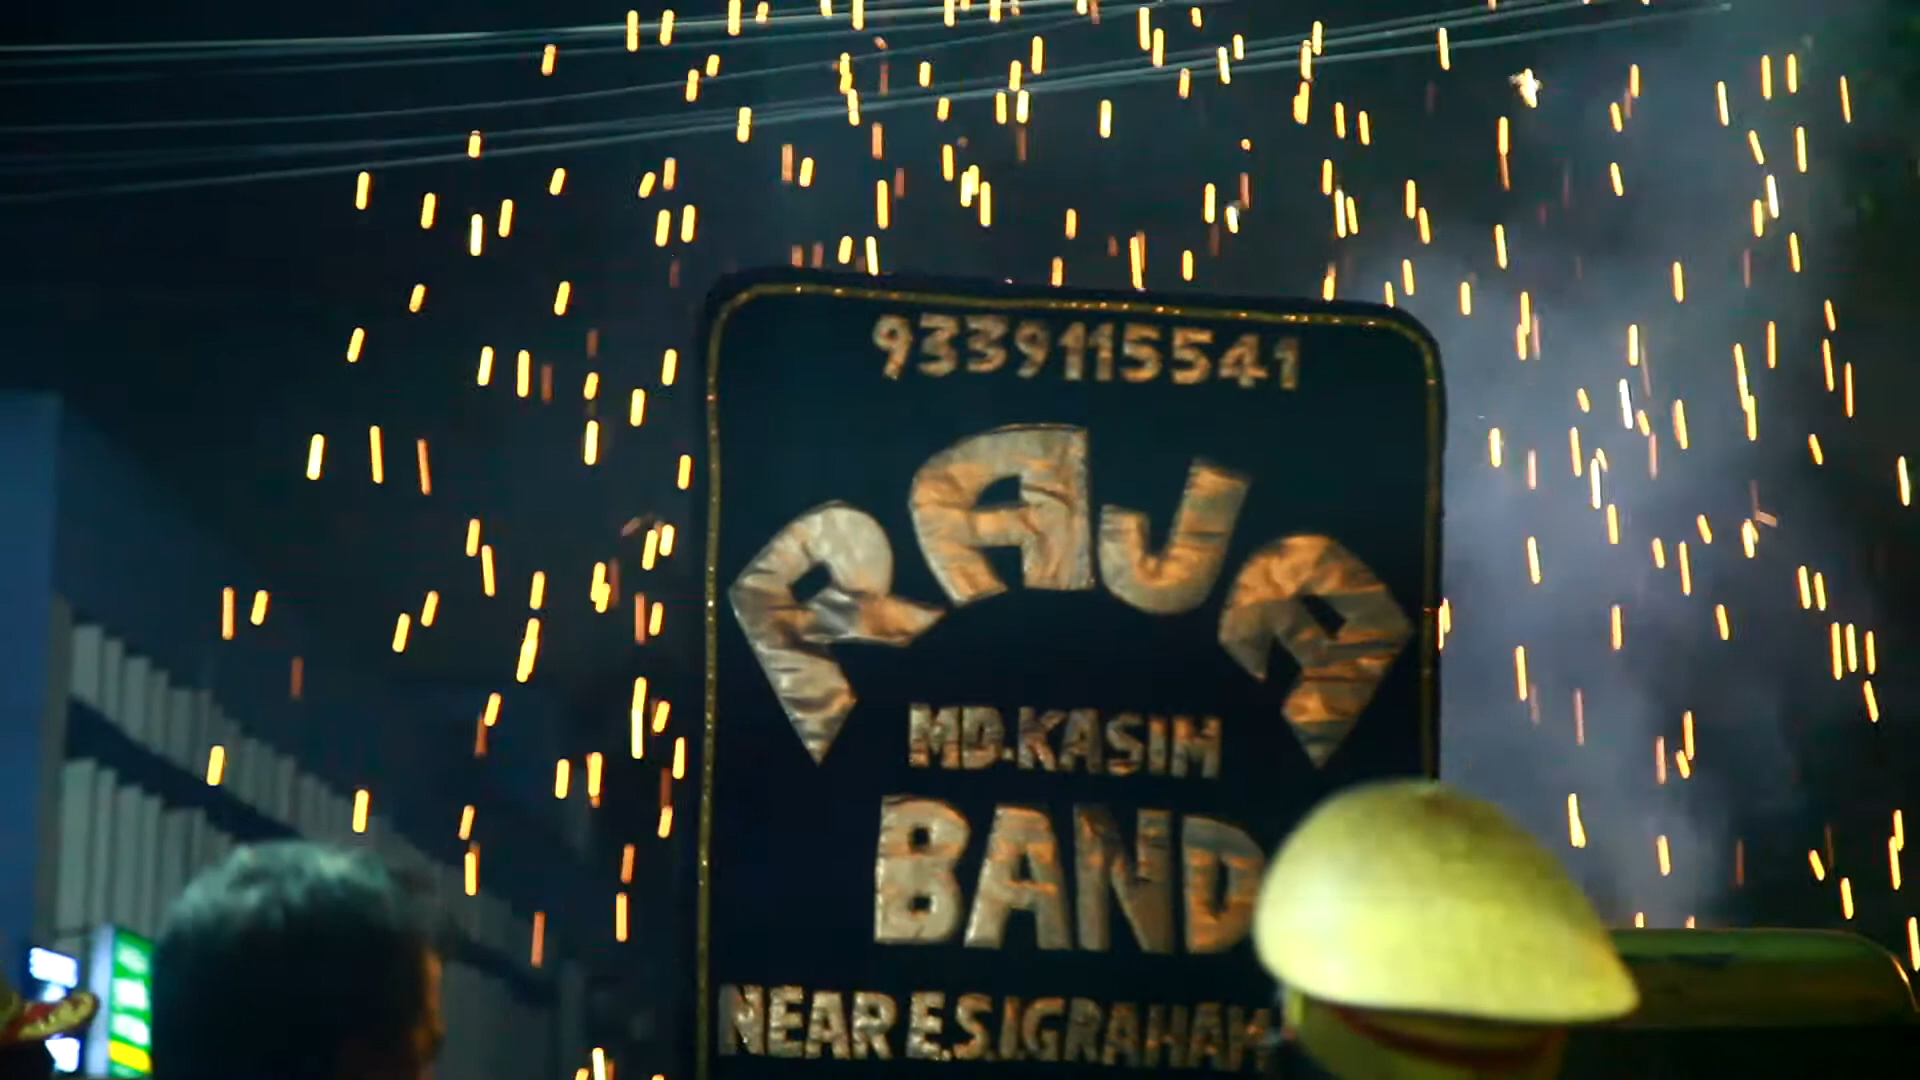 9339115541
RAJA
MD.KASIM
BAND
NEAR E.S.I GRAHAM